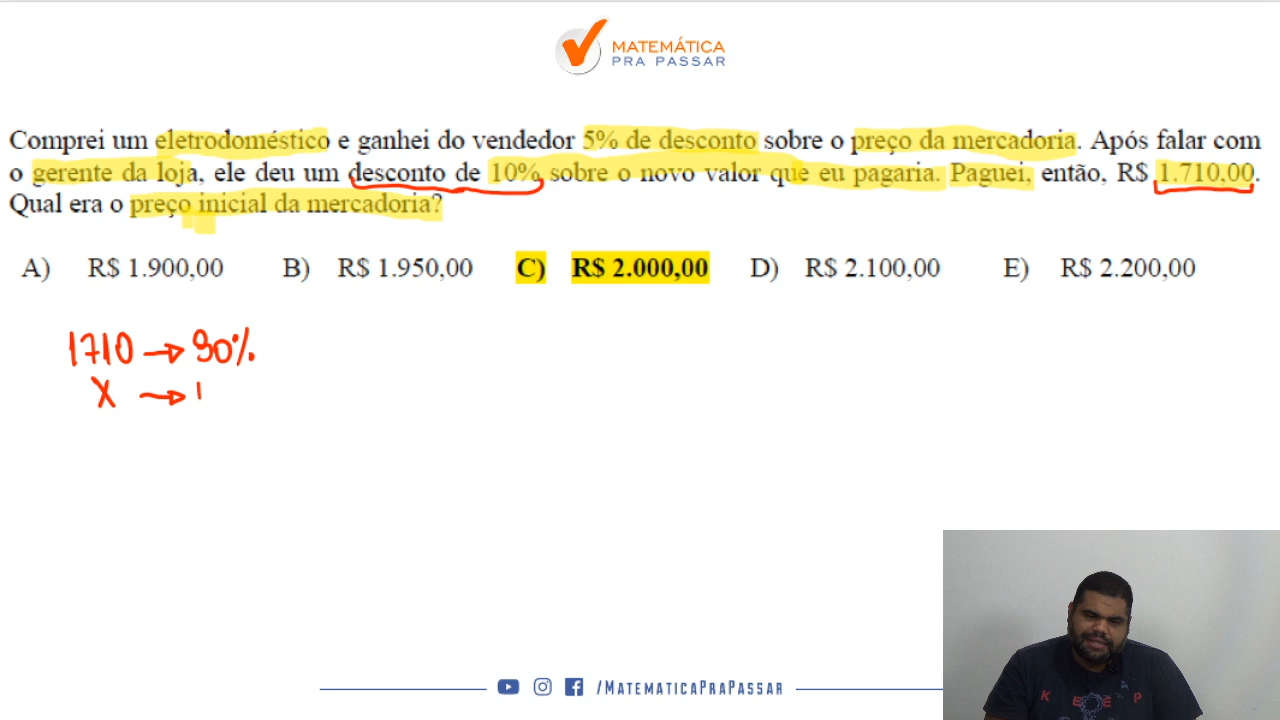 MATEMÁTICA
PRA PASSAR
Comprei um eletrodoméstico e ganhei do vendedor 5% de desconto sobre o preço da mercadoria. Após falar com
o gerente da loja, ele deu um desconto de 10% sobre o novo valor que eu pagaria. Paguei, então, R$ 1.710,00.
Qual era o preço inicial da mercadoria?
A) R$ 1.900,00 B) R$ 1.950,00 C) R$ 2.000,00 D) R$ 2.100,00 E) R$ 2.200,00
1710 → 90%
X → 1
/MATEMATICAPRAPASSAR
K E E P